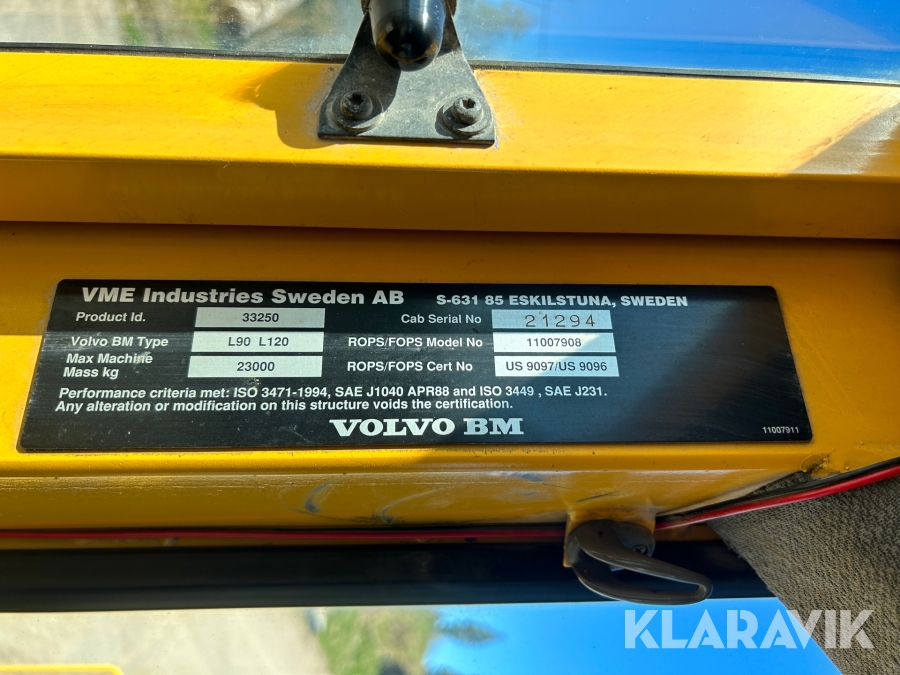 VME Industries Sweden AB S-631 85 ESKILSTUNA, SWEDEN
Product Id. 33250 Cab Serial No 21294
Volvo BM Type L90 L120 ROPS/FOPS Model No 11007908
Max Machine
Mass kg 23000 ROPS/FOPS Cert No US 9097/US 9096
Performance criteria met: ISO 3471-1994, SAE J1040 APR88 and ISO 3449 , SAE J231.
Any alteration or modification on this structure voids the certification.
VOLVO BM
11007911
KLARAVIK